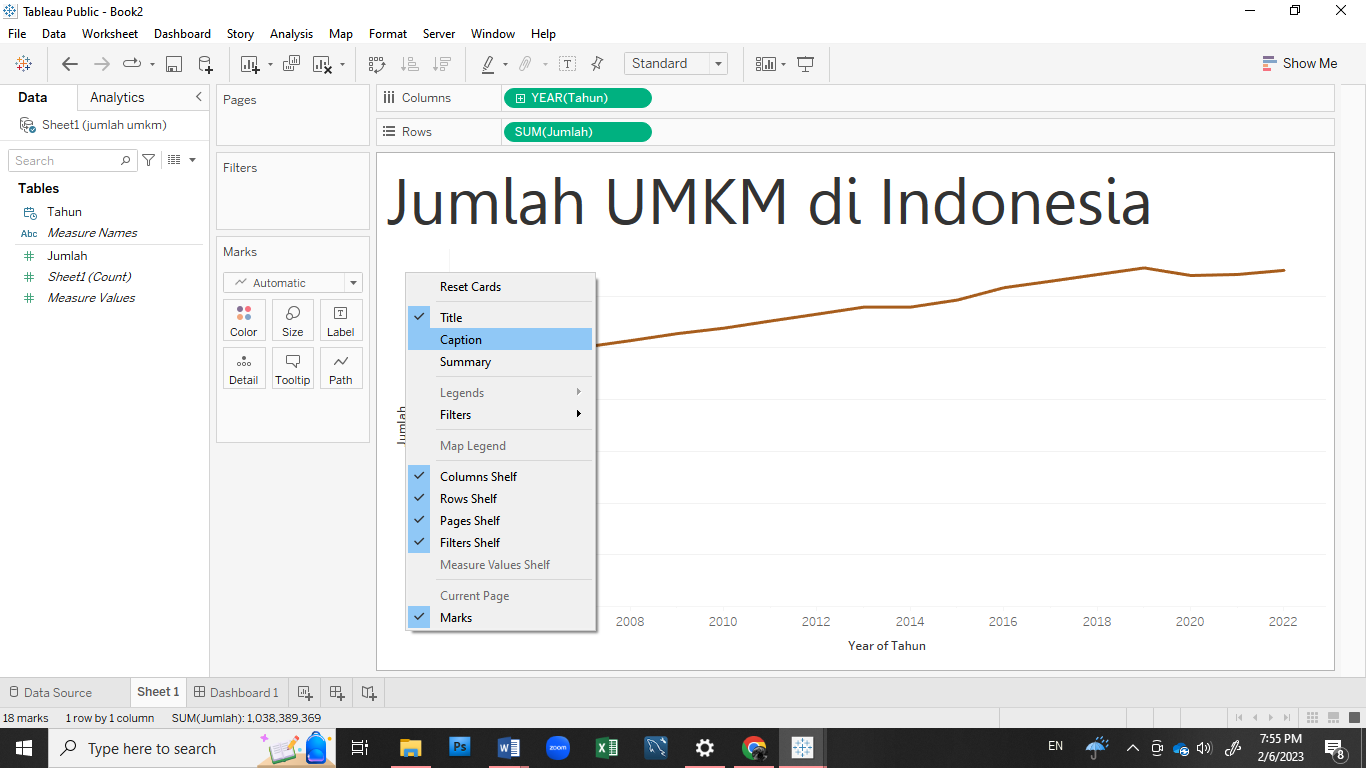 Tableau Public - Book2
File Data Worksheet Dashboard Story Analysis Map Format Server Window Help
Standard
Show Me
Data Analytics
Sheet1 (jumlah umkm)
Search
Tables
Tahun
Abc Measure Names
Jumlah
Sheet1 (Count)
Measure Values
Pages
Filters
Marks
Automatic
Color Size Label
Detail Tooltip Path
Columns YEAR(Tahun)
Rows SUM(Jumlah)
Jumlah UMKM di Indonesia
Jumlah
Reset Cards
Title
Caption
Summary
Legends
Filters
Map Legend
Columns Shelf
Rows Shelf
Pages Shelf
Filters Shelf
Measure Values Shelf
Current Page
Marks
2008 2010 2012 2014 2016 2018 2020 2022
Year of Tahun
Data Source Sheet 1 Dashboard 1
18 marks 1 row by 1 column SUM(Jumlah): 1,038,389,369
Type here to search
Ps
W
zoom
X
EN
7:55 PM
2/6/2023
8